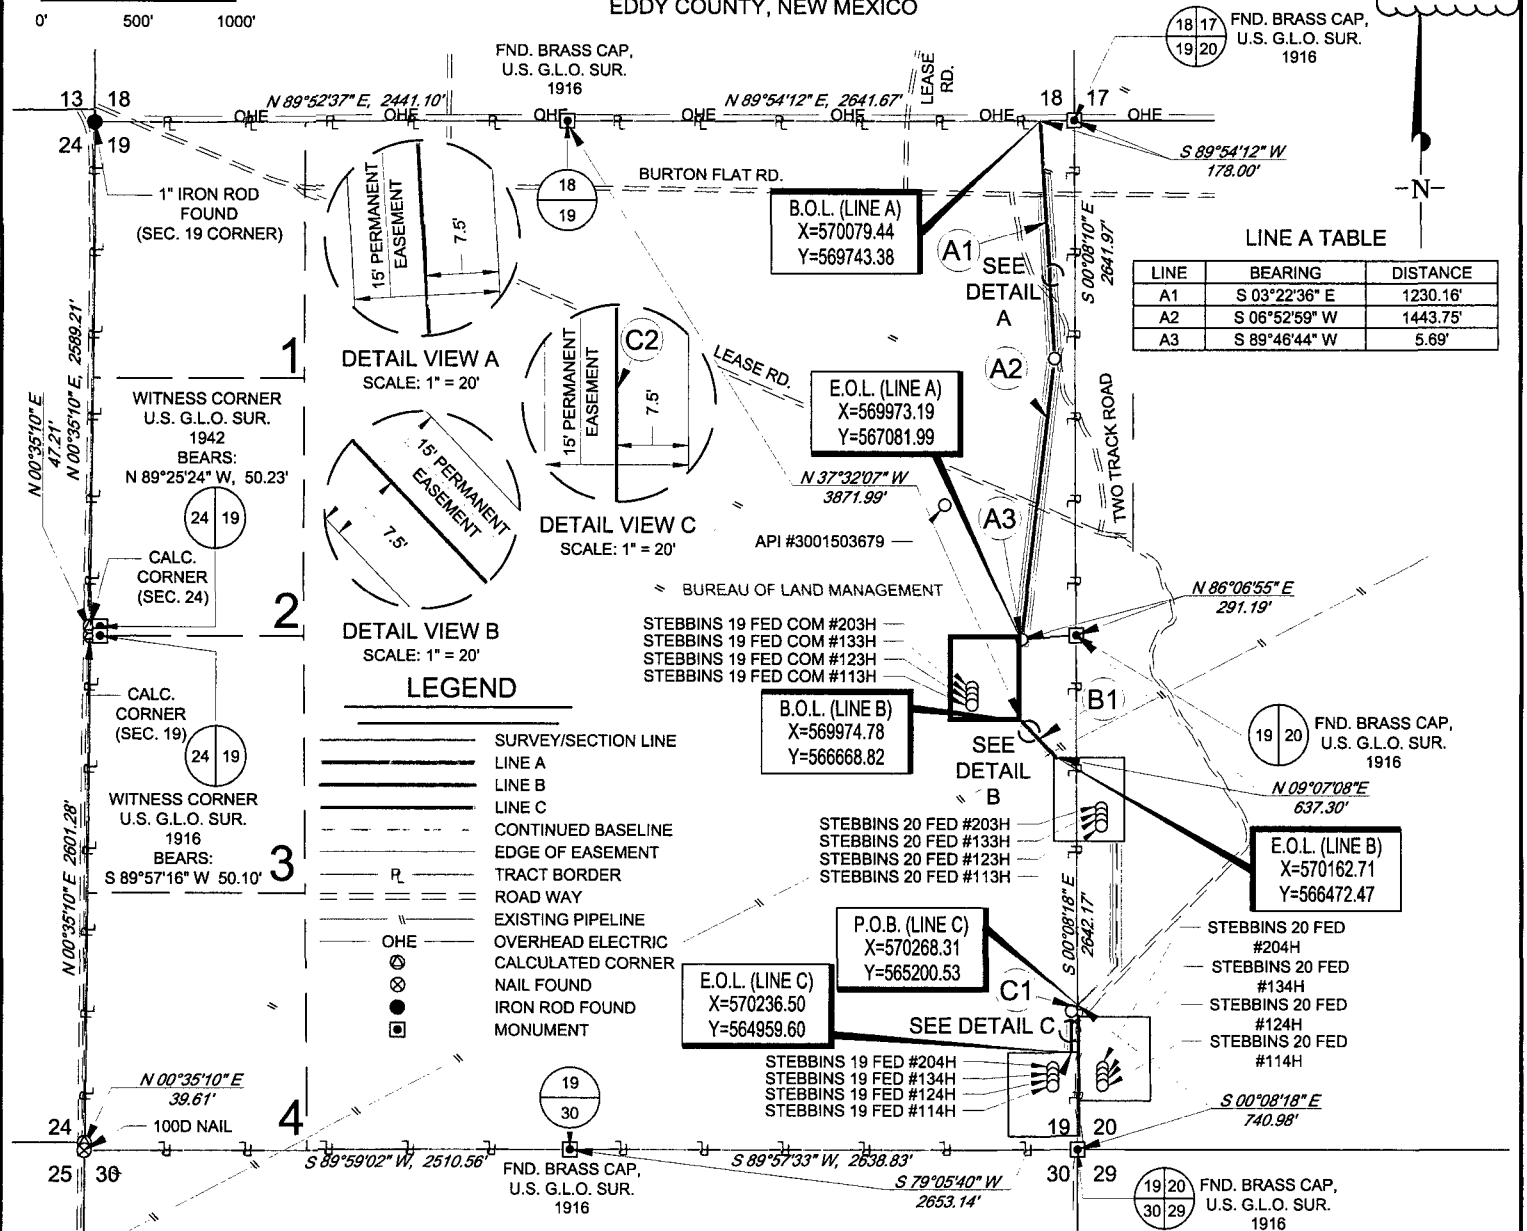 EDDY COUNTY, NEW MEXICO
0' 500' 1000'
18 17
19 20
FND. BRASS CAP,
U.S. G.L.O. SUR.
1916
FND. BRASS CAP,
U.S. G.L.O. SUR.
1916
13 18
24 19
N 89°52'37" E, 2441.10'
N 89°54'12" E, 2641.67'
LEASE
RD.
18 17
OHE OHE OHE OHE OHE OHE
S 89°54'12" W
178.00'
-N-
1" IRON ROD
FOUND
(SEC. 19 CORNER)
15' PERMANENT
EASEMENT
7.5'
DETAIL VIEW A
SCALE: 1" = 20'
18
19
BURTON FLAT RD.
B.O.L. (LINE A)
X=570079.44
Y=569743.38
A1
SEE
DETAIL
A
S 00°08'10" E
2641.97'
LINE A TABLE
LINE BEARING DISTANCE
A1 S 03°22'36" E 1230.16'
A2 S 06°52'59" W 1443.75'
A3 S 89°46'44" W 5.69'
N 00°35'10" E, 2589.21'
1
N 00°35'10" E
47.21'
WITNESS CORNER
U.S. G.L.O. SUR.
1942
BEARS:
N 89°25'24" W, 50.23'
24 19
15' PERMANENT
EASEMENT
7.5'
C2
DETAIL VIEW C
SCALE: 1" = 20'
LEASE RD.
A2
E.O.L. (LINE A)
X=569973.19
Y=567081.99
TWO TRACK ROAD
N 37°32'07" W
3871.99'
A3
API #3001503679
15' PERMANENT
EASEMENT
7.5'
DETAIL VIEW B
SCALE: 1" = 20'
CALC.
CORNER
(SEC. 24)
2
BUREAU OF LAND MANAGEMENT
N 86°06'55" E
291.19'
STEBBINS 19 FED COM #203H
STEBBINS 19 FED COM #133H
STEBBINS 19 FED COM #123H
STEBBINS 19 FED COM #113H
CALC.
CORNER
(SEC. 19)
24 19
WITNESS CORNER
U.S. G.L.O. SUR.
1916
BEARS:
S 89°57'16" W 50.10'
3
N 00°35'10" E 2601.28'
B.O.L. (LINE B)
X=569974.78
Y=566668.82
SEE
DETAIL
B
B1
19 20
FND. BRASS CAP,
U.S. G.L.O. SUR.
1916
N 09°07'08"E
637.30'
STEBBINS 20 FED #203H
STEBBINS 20 FED #133H
STEBBINS 20 FED #123H
STEBBINS 20 FED #113H
E.O.L. (LINE B)
X=570162.71
Y=566472.47
LEGEND
SURVEY/SECTION LINE
LINE A
LINE B
LINE C
CONTINUED BASELINE
EDGE OF EASEMENT
PL TRACT BORDER
ROAD WAY
EXISTING PIPELINE
OHE OVERHEAD ELECTRIC
CALCULATED CORNER
NAIL FOUND
IRON ROD FOUND
MONUMENT
S 00°08'18" E
2642.17'
P.O.B. (LINE C)
X=570268.31
Y=565200.53
C1
SEE DETAIL C
E.O.L. (LINE C)
X=570236.50
Y=564959.60
STEBBINS 20 FED
#204H
STEBBINS 20 FED
#134H
STEBBINS 20 FED
#124H
STEBBINS 20 FED
#114H
STEBBINS 19 FED #204H
STEBBINS 19 FED #134H
STEBBINS 19 FED #124H
STEBBINS 19 FED #114H
N 00°35'10" E
39.61'
4
24
100D NAIL
25 30
19
30
S 00°08'18" E
740.98'
19 20
30 29
S 89°59'02" W, 2510.56'
FND. BRASS CAP,
U.S. G.L.O. SUR.
1916
S 89°57'33" W, 2638.83'
S 79°05'40" W
2653.14'
19 20
30 29
FND. BRASS CAP,
U.S. G.L.O. SUR.
1916